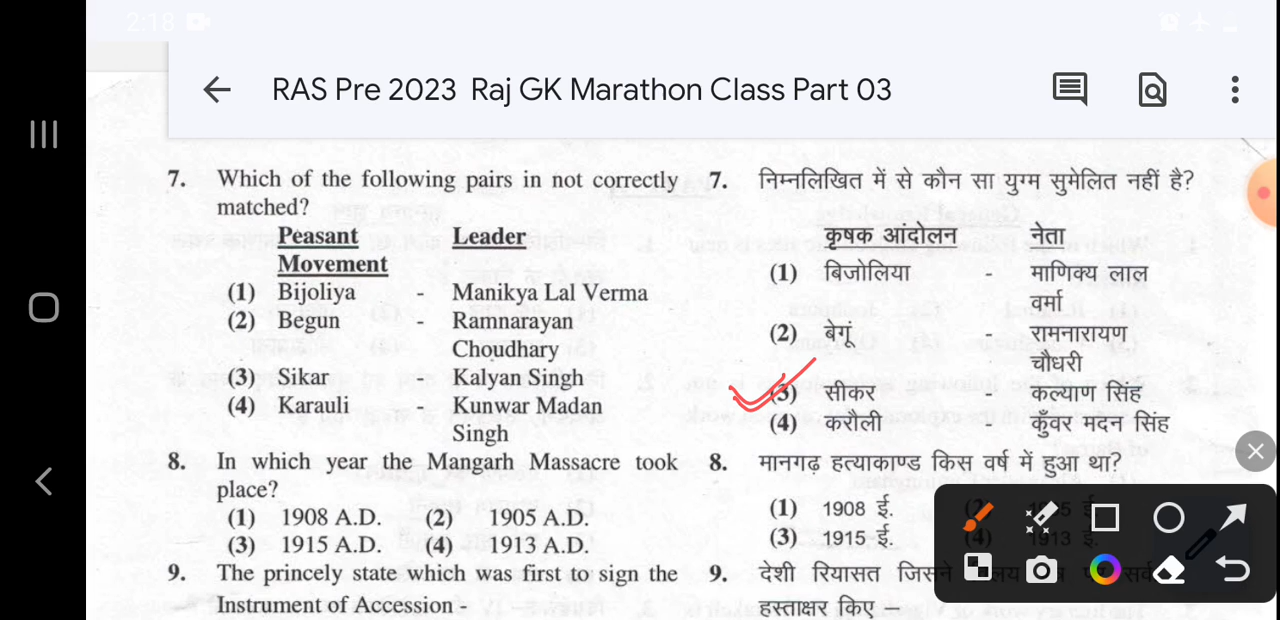 2:18
RAS Pre 2023 Raj GK Marathon Class Part 03
7. Which of the following pairs in not correctly
matched?
Peasant Leader
Movement
(1) Bijoliya - Manikya Lal Verma
(2) Begun - Ramnarayan
Choudhary
(3) Sikar Kalyan Singh
(4) Karauli Kunwar Madan
Singh
8. In which year the Mangarh Massacre took
place?
(1) 1908 A.D. (2) 1905 A.D.
(3) 1915 A.D. (4) 1913 A.D.
9. The princely state which was first to sign the
Instrument of Accession -
7. निम्नलिखित में से कौन सा युग्म सुमेलित नहीं है?
कृषक आंदोलन नेता
(1) बिजोलिया - माणिक्य लाल
वर्मा
(2) बेगूं - रामनारायण
चौधरी
(3) सीकर - कल्याण सिंह
(4) करौली - कुँवर मदन सिंह
8. मानगढ़ हत्याकाण्ड किस वर्ष में हुआ था?
(1) 1908 ई.
(3) 1915 ई. (4) 1913 ई.
9. देशी रियासत जिसने
हस्ताक्षर किए –